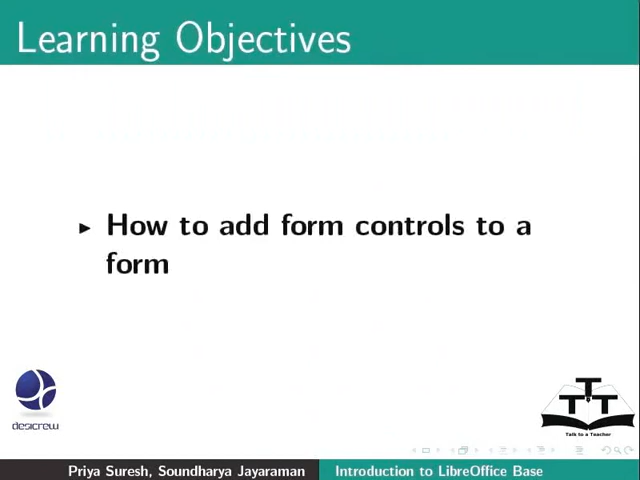 Learning Objectives
How to add form controls to a
form
desicrew
T
T T
Talk to a Teacher
Priya Suresh, Soundharya Jayaraman
Introduction to LibreOffice Base